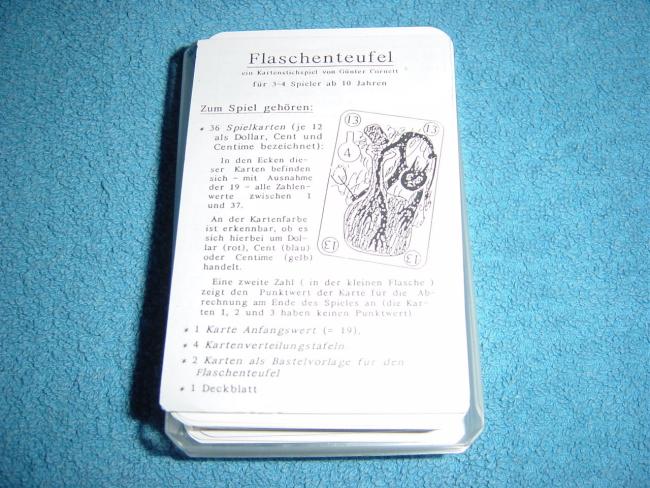 Flaschenteufel
ein Kartenstichspiel von Günter Cornett
für 3-4 Spieler ab 10 Jahren
Zum Spiel gehören:
* 36 Spielkarten (je 12
als Dollar, Cent und
Centime bezeichnet):
In den Ecken die-
ser Karten befinden
sich - mit Ausnahme
der 19 - alle Zahlen-
werte zwischen 1
und 37.
An der Kartenfarbe
ist erkennbar, ob es
sich hierbei um Dol-
lar (rot), Cent (blau)
oder Centime (gelb)
handelt.
13
13
4
13
13
Eine zweite Zahl ( in der kleinen Flasche )
zeigt den Punktwert der Karte für die Ab-
rechnung am Ende des Spieles an (die Kar-
ten 1, 2 und 3 haben keinen Punktwert)
* 1 Karte Anfangswert (= 19),
* 4 Kartenverteilungstafeln
* 2 Karten als Bastelvorlage für den
Flaschenteufel
* 1 Deckblatt